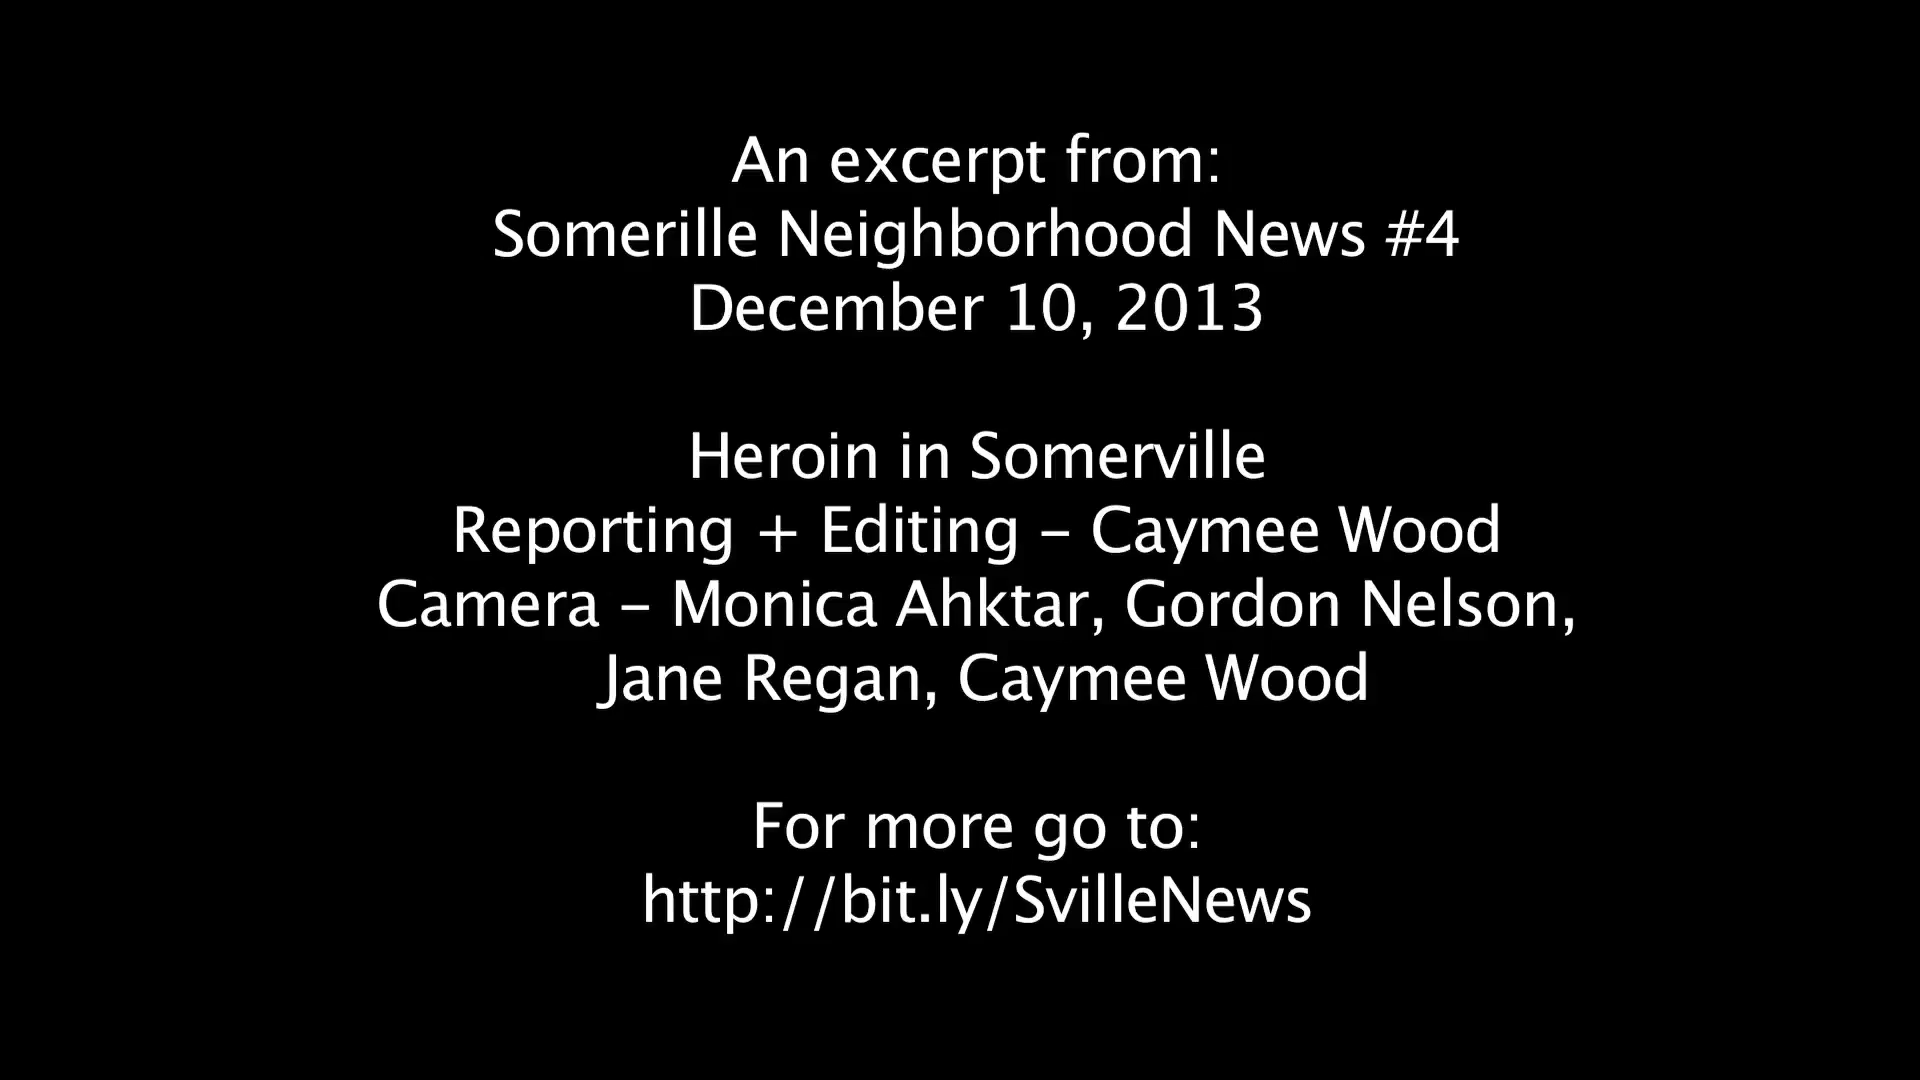 An excerpt from:
Somerille Neighborhood News #4
December 10, 2013
Heroin in Somerville
Reporting + Editing – Caymee Wood
Camera – Monica Ahktar, Gordon Nelson,
Jane Regan, Caymee Wood
For more go to:
http://bit.ly/SvilleNews